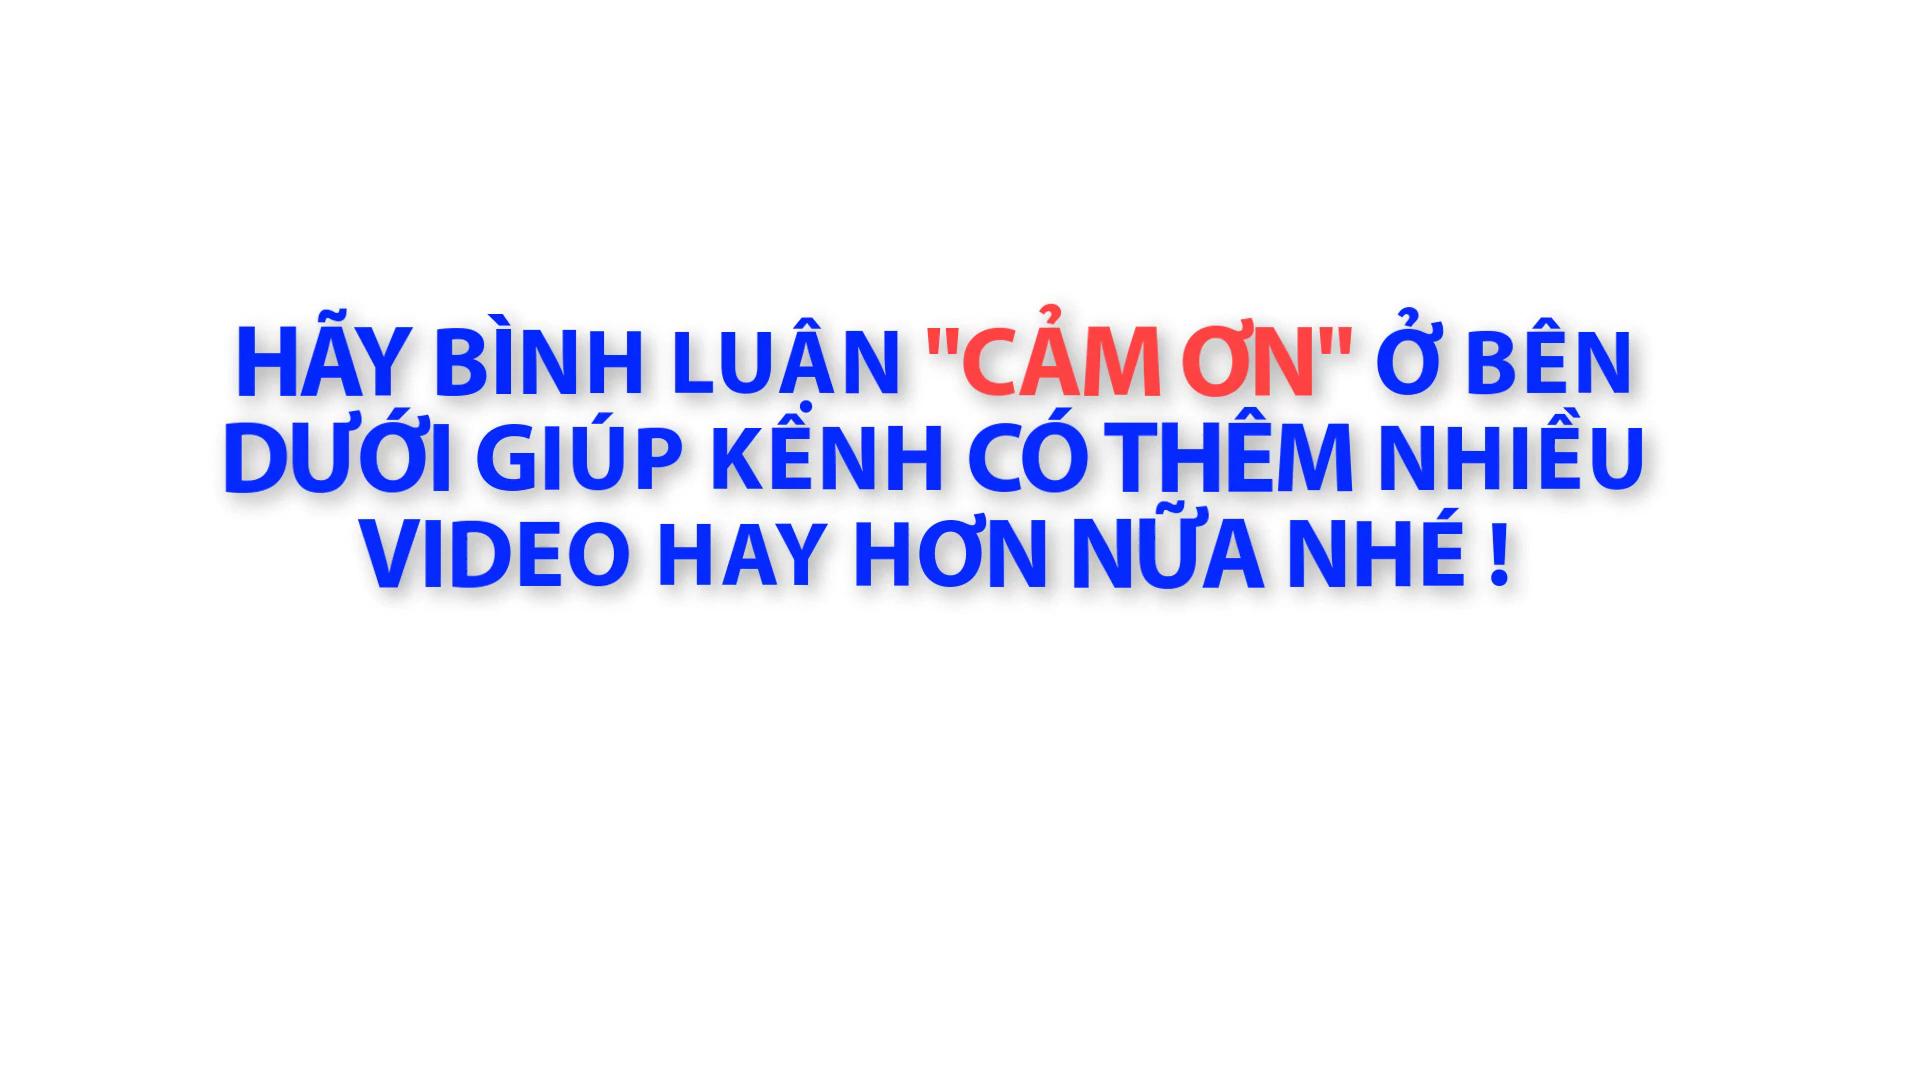 HÃY BÌNH LUẬN "CẢM ƠN" Ở BÊN
DƯỚI GIÚP KÊNH CÓ THÊM NHIỀU
VIDEO HAY HƠN NỮA NHÉ !